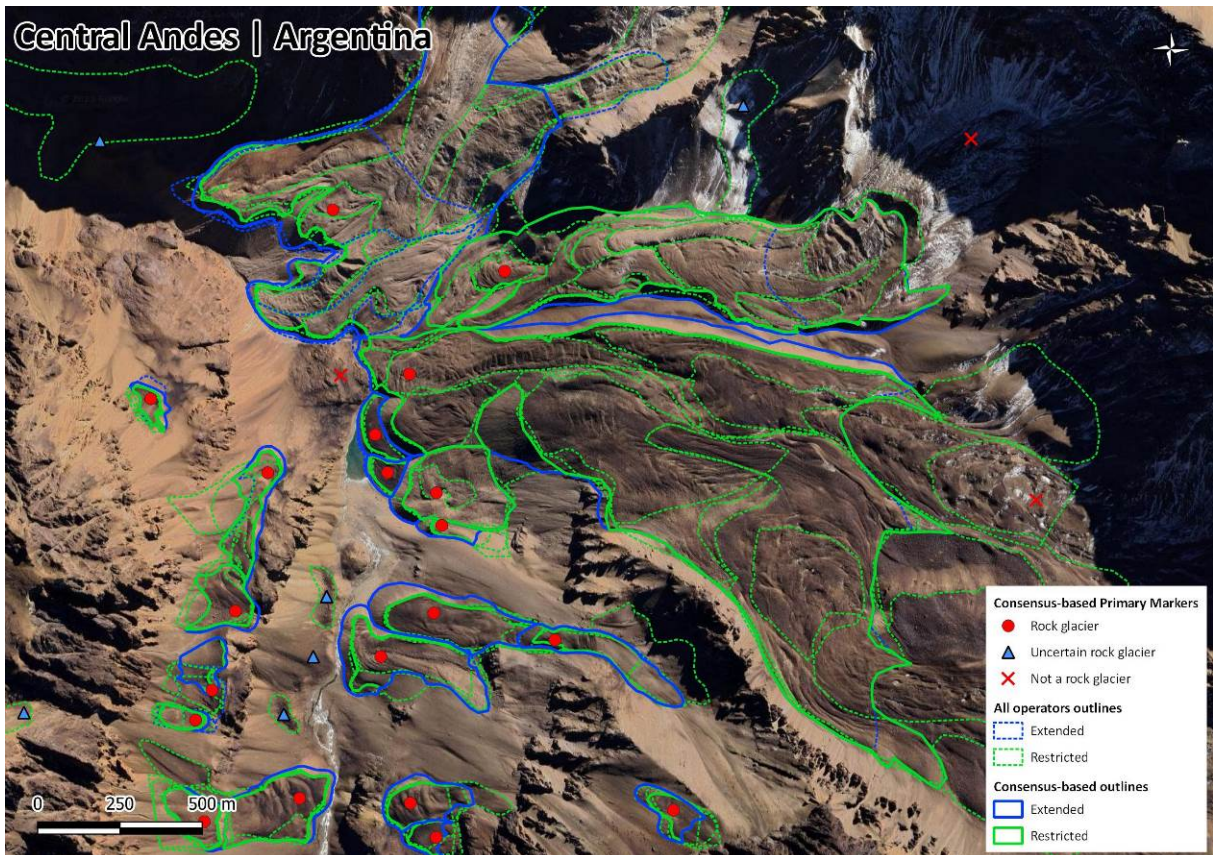 Central Andes | Argentina
Consensus-based Primary Markers
Rock glacier
Uncertain rock glacier
Not a rock glacier
All operators outlines
Extended
Restricted
Consensus-based outlines
Extended
Restricted
0 250 500 m